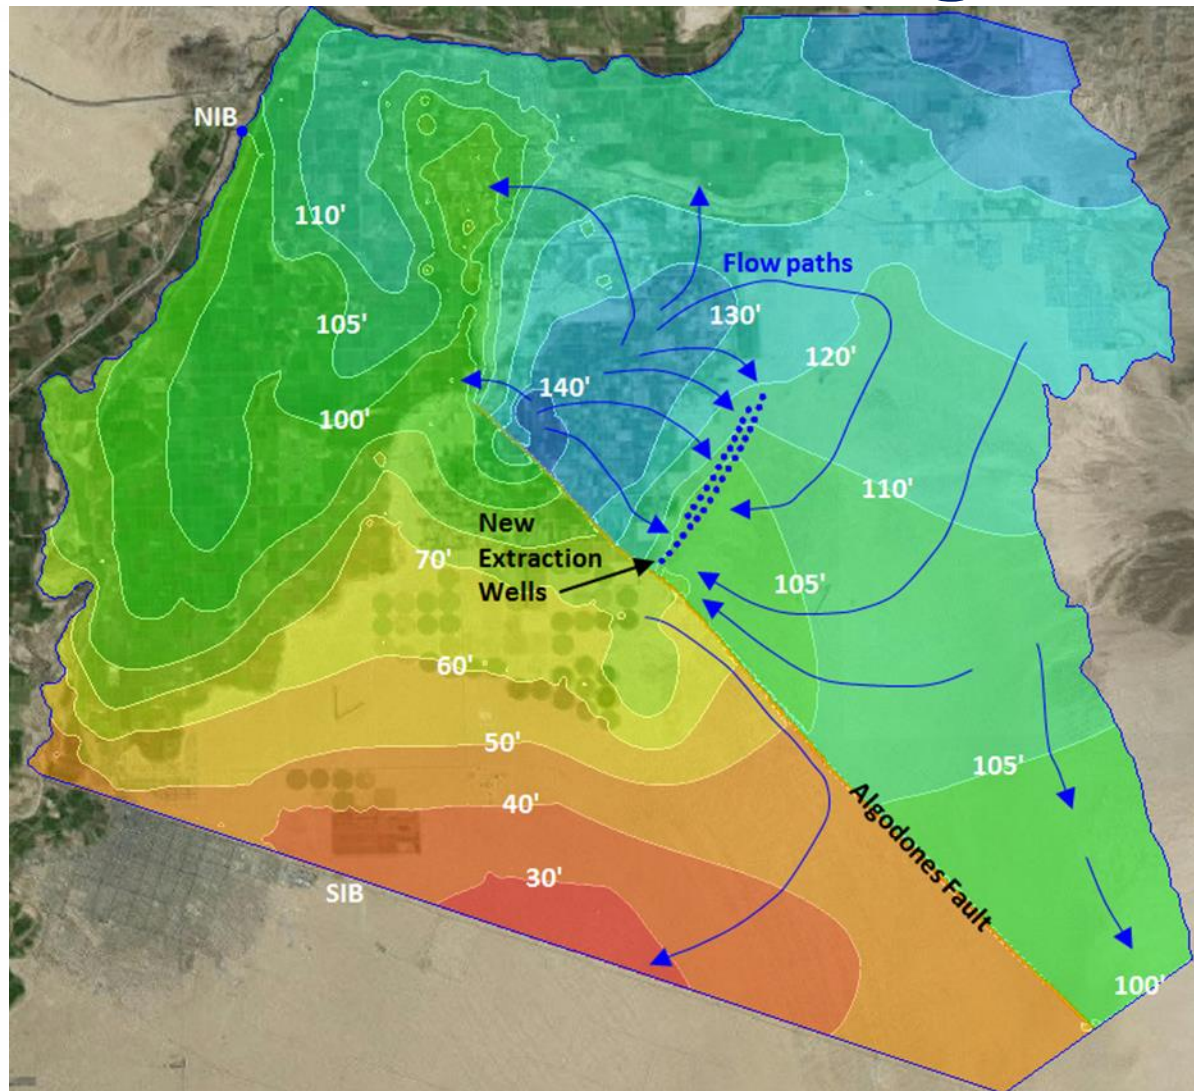 NIB
110'
Flow paths
130'
105'
120'
140'
100'
110'
New
Extraction
Wells
70'
105'
60'
50'
105'
40'
Algodones Fault
30'
SIB
100'